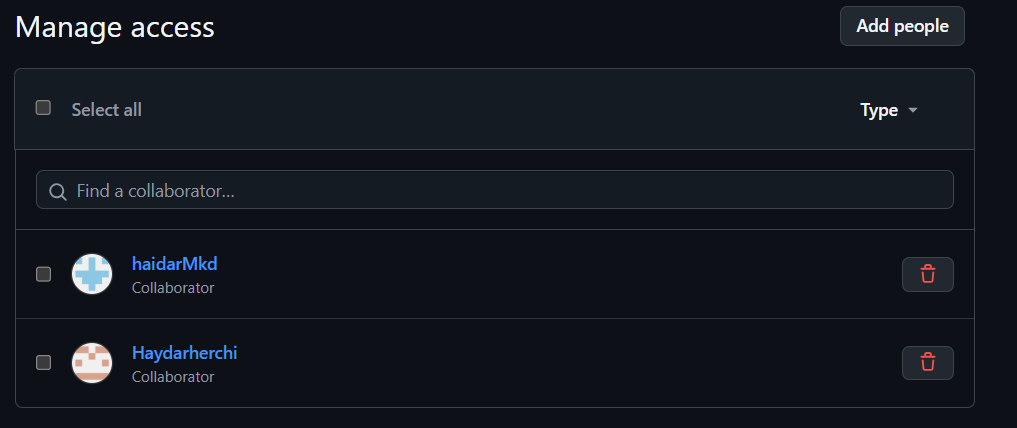 Manage access
Add people
Select all
Type
Find a collaborator...
haidarMkd
Collaborator
Haydarherchi
Collaborator